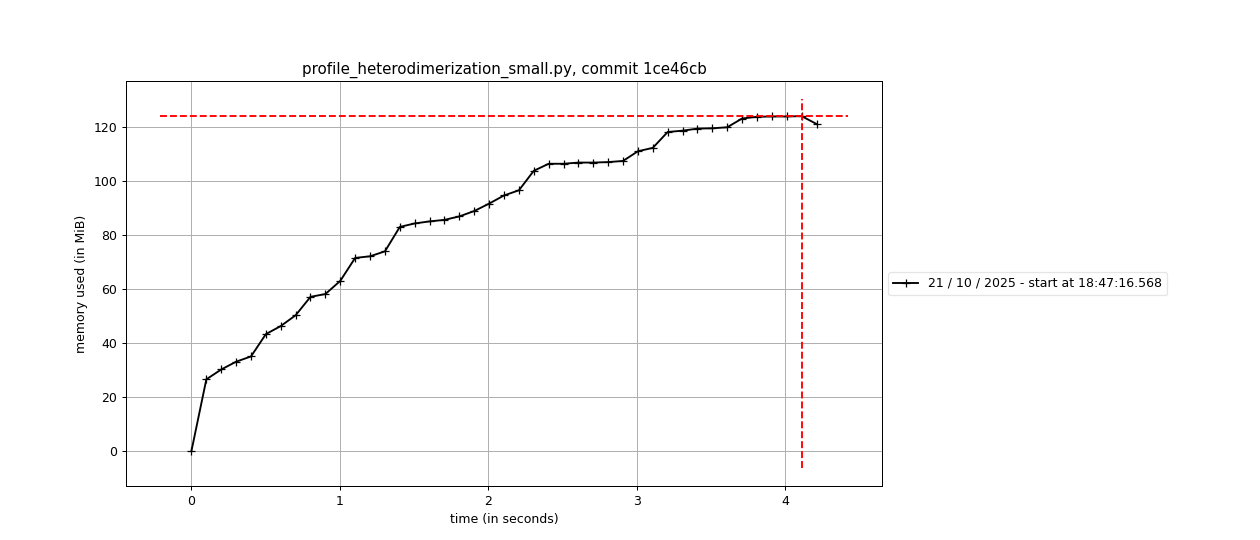 profile_heterodimerization_small.py, commit 1ce46cb
memory used (in MiB)
120
100
80
60
40
20
0
0 1 2 3 4
time (in seconds)
21 / 10 / 2025 - start at 18:47:16.568